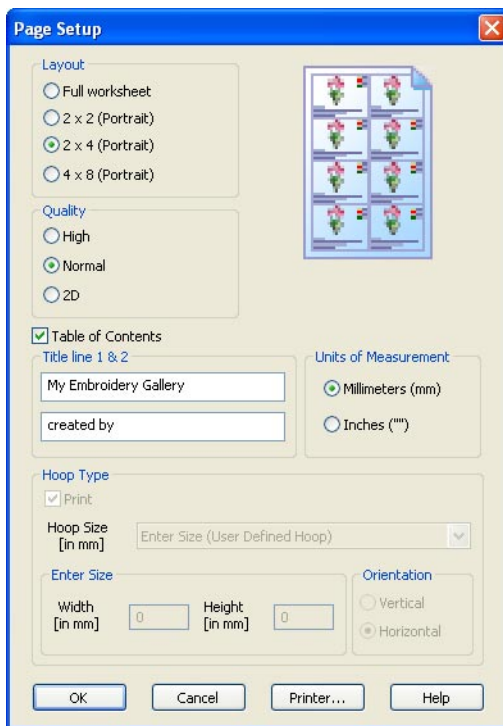 Page Setup
Layout
Full worksheet
2 x 2 (Portrait)
2 x 4 (Portrait)
4 x 8 (Portrait)
Quality
High
Normal
2D
Table of Contents
Title line 1 & 2
My Embroidery Gallery
created by
Units of Measurement
Millimeters (mm)
Inches ("")
Hoop Type
Print
Hoop Size
[in mm]
Enter Size (User Defined Hoop)
Enter Size
Width
[in mm]
0
Height
[in mm]
0
Orientation
Vertical
Horizontal
OK
Cancel
Printer...
Help